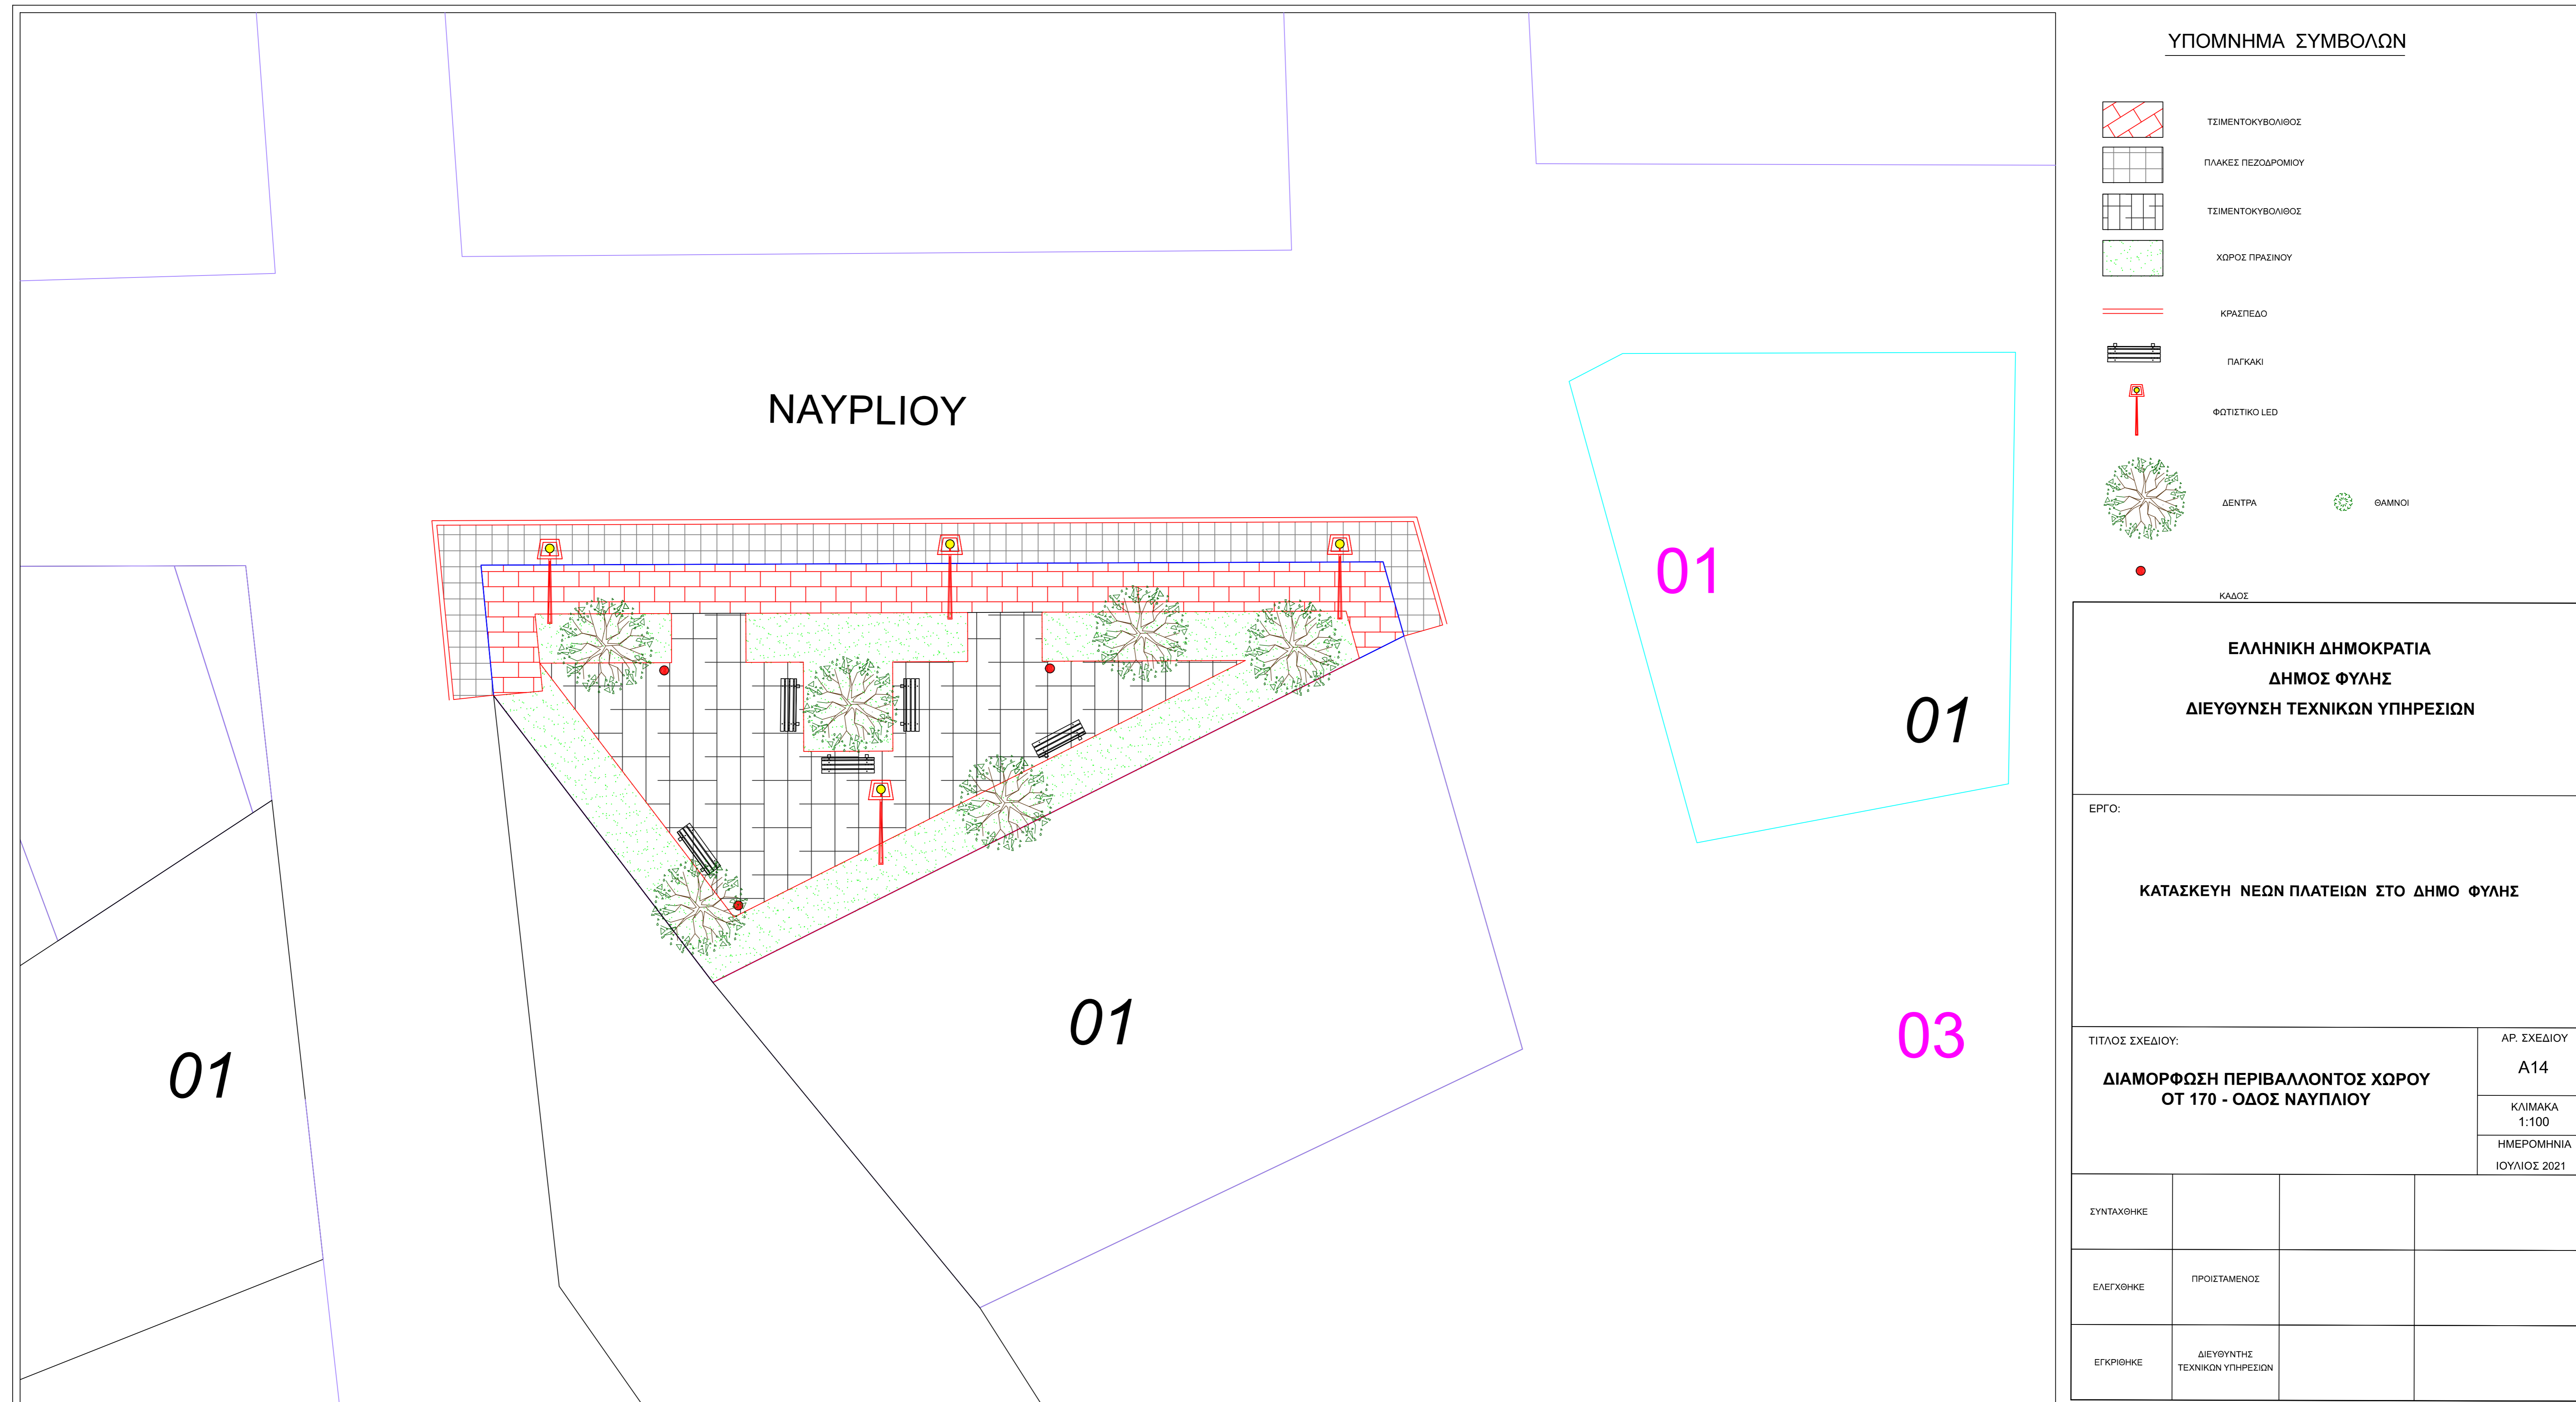 ΝΑΥΡLΙΟΥ
01
01
03
01
01
ΥΠΟΜΝΗΜΑ ΣΥΜΒΟΛΩΝ
ΤΣΙΜΕΝΤΟΚΥΒΟΛΙΘΟΣ
ΠΛΑΚΕΣ ΠΕΖΟΔΡΟΜΙΟΥ
ΤΣΙΜΕΝΤΟΚΥΒΟΛΙΘΟΣ
ΧΩΡΟΣ ΠΡΑΣΙΝΟΥ
ΚΡΑΣΠΕΔΟ
ΠΑΓΚΑΚΙ
ΦΩΤΙΣΤΙΚΟ LED
ΔΕΝΤΡΑ
ΘΑΜΝΟΙ
ΚΑΔΟΣ
ΕΛΛΗΝΙΚΗ ΔΗΜΟΚΡΑΤΙΑ
ΔΗΜΟΣ ΦΥΛΗΣ
ΔΙΕΥΘΥΝΣΗ ΤΕΧΝΙΚΩΝ ΥΠΗΡΕΣΙΩΝ
ΕΡΓΟ:
ΚΑΤΑΣΚΕΥΗ ΝΕΩΝ ΠΛΑΤΕΙΩΝ ΣΤΟ ΔΗΜΟ ΦΥΛΗΣ
ΤΙΤΛΟΣ ΣΧΕΔΙΟΥ:
ΔΙΑΜΟΡΦΩΣΗ ΠΕΡΙΒΑΛΛΟΝΤΟΣ ΧΩΡΟΥ
ΟΤ 170 - ΟΔΟΣ ΝΑΥΠΛΙΟΥ
ΑΡ. ΣΧΕΔΙΟΥ
Α14
ΚΛΙΜΑΚΑ
1:100
ΗΜΕΡΟΜΗΝΙΑ
ΙΟΥΛΙΟΣ 2021
ΣΥΝΤΑΧΘΗΚΕ
ΕΛΕΓΧΘΗΚΕ
ΠΡΟΙΣΤΑΜΕΝΟΣ
ΕΓΚΡΙΘΗΚΕ
ΔΙΕΥΘΥΝΤΗΣ
ΤΕΧΝΙΚΩΝ ΥΠΗΡΕΣΙΩΝ